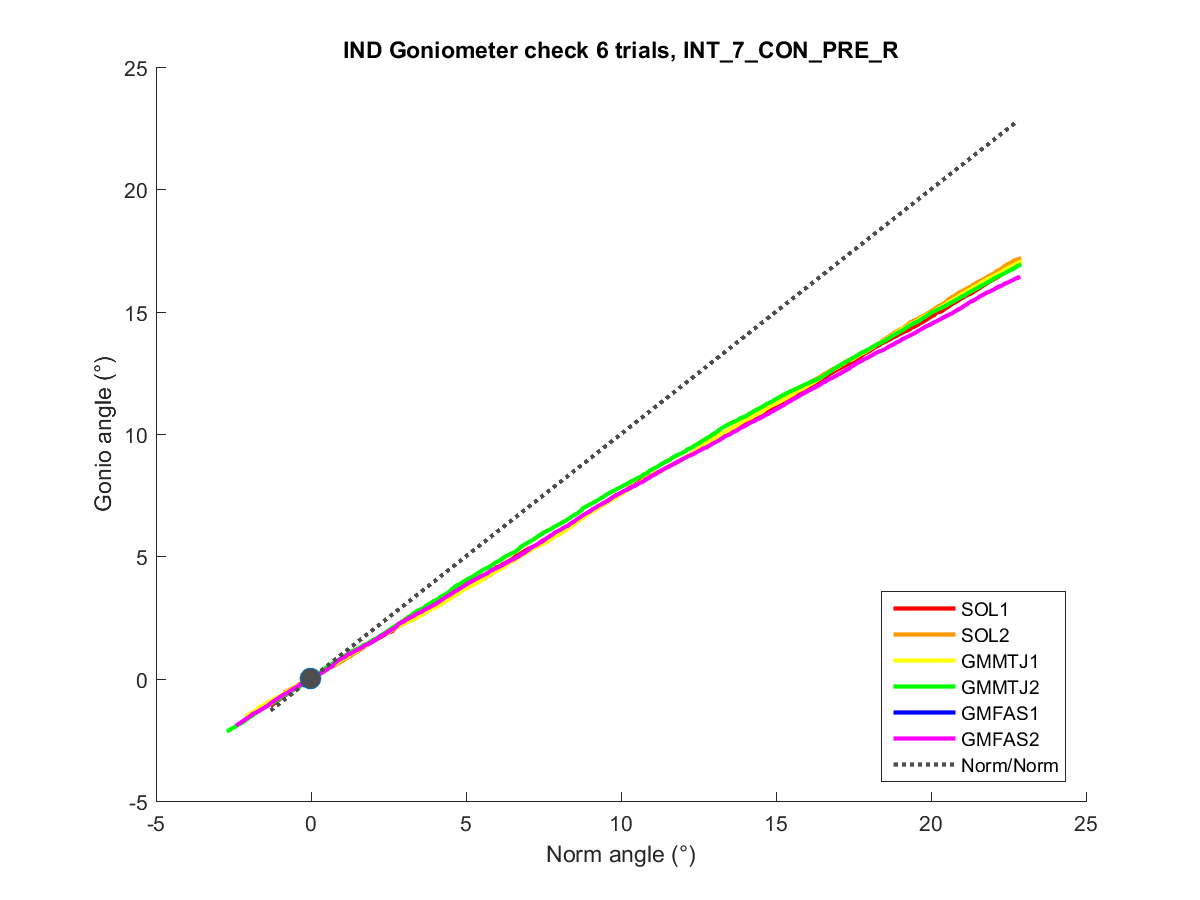 IND Goniometer check 6 trials, INT_7_CON_PRE_R
25
20
15
10
5
0
-5
Gonio angle (°)
-5 0 5 10 15 20 25
Norm angle (°)
SOL1
SOL2
GMMTJ1
GMMTJ2
GMFAS1
GMFAS2
Norm/Norm